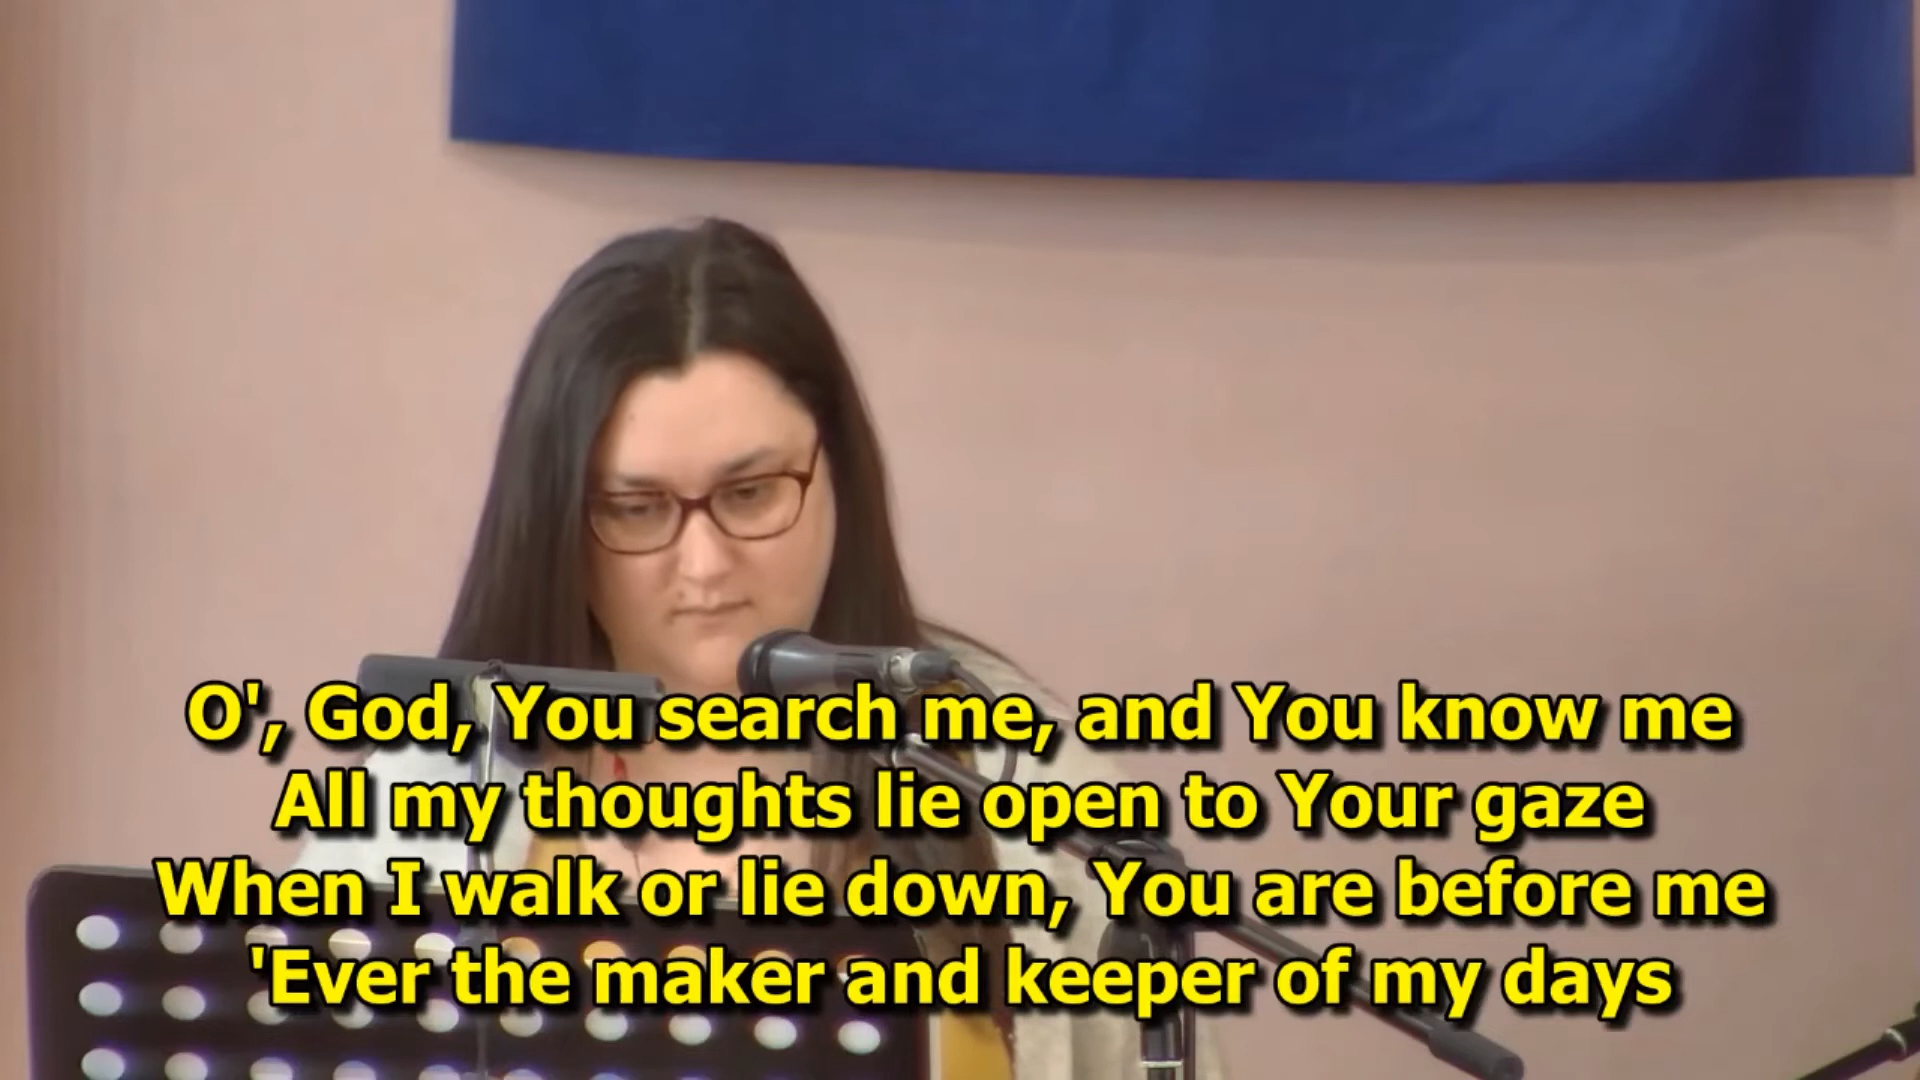 O', God, You search me, and You know me
All my thoughts lie open to Your gaze
When I walk or lie down, You are before me
'Ever the maker and keeper of my days